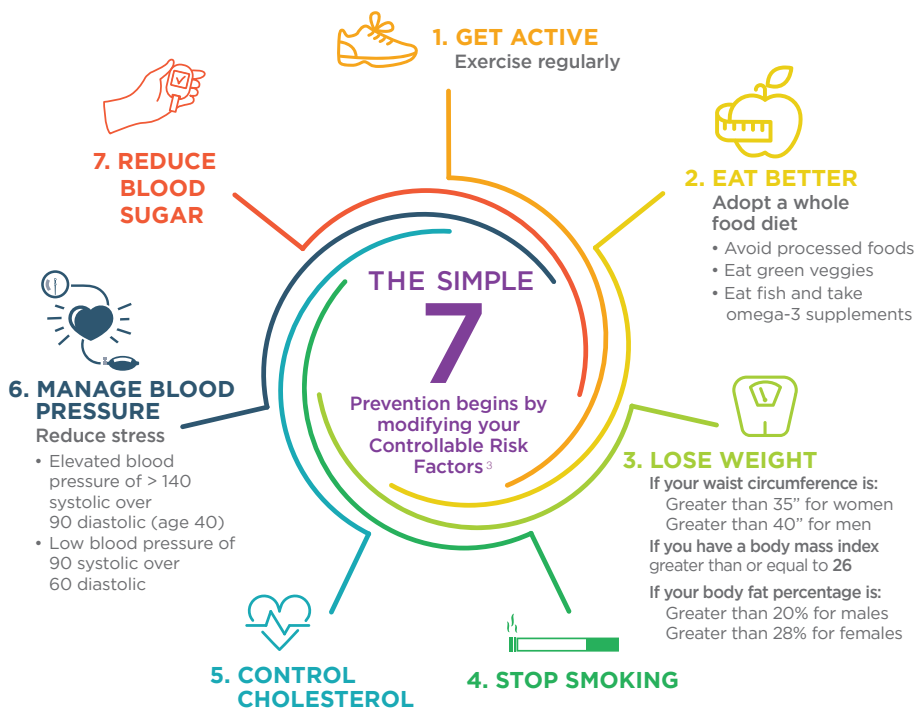 THE SIMPLE
7
Prevention begins by
modifying your
Controllable Risk
Factors 3
1. GET ACTIVE
Exercise regularly
2. EAT BETTER
Adopt a whole
food diet
• Avoid processed foods
• Eat green veggies
• Eat fish and take
omega-3 supplements
3. LOSE WEIGHT
If your waist circumference is:
Greater than 35” for women
Greater than 40” for men
If you have a body mass index
greater than or equal to 26
If your body fat percentage is:
Greater than 20% for males
Greater than 28% for females
4. STOP SMOKING
5. CONTROL
CHOLESTEROL
6. MANAGE BLOOD
PRESSURE
Reduce stress
• Elevated blood
pressure of > 140
systolic over
90 diastolic (age 40)
• Low blood pressure of
90 systolic over
60 diastolic
7. REDUCE
BLOOD
SUGAR